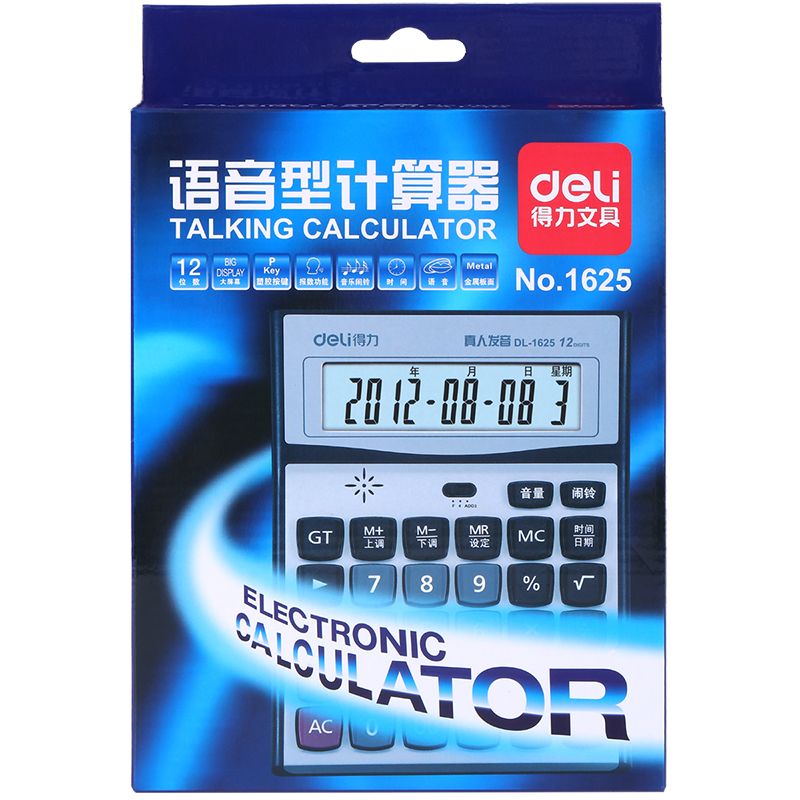 语音型计算器
TALKING CALCULATOR
deli
得力文具
12
位数
BIG
DISPLAY
大屏幕
P
Key
塑胶按键
报数功能
音乐闹铃
时间
语音
Metal
金属板面
No.1625
deli得力
真人发音 DL-1625 12DIGITS
年 月 日 星期
2012-08-08 3
F 4 ADD2
音量 闹铃
GT M+ M− MR MC 时间
上调 下调 设定 日期
7 8 9 % √
ELECTRONIC
CALCULATOR
AC 0